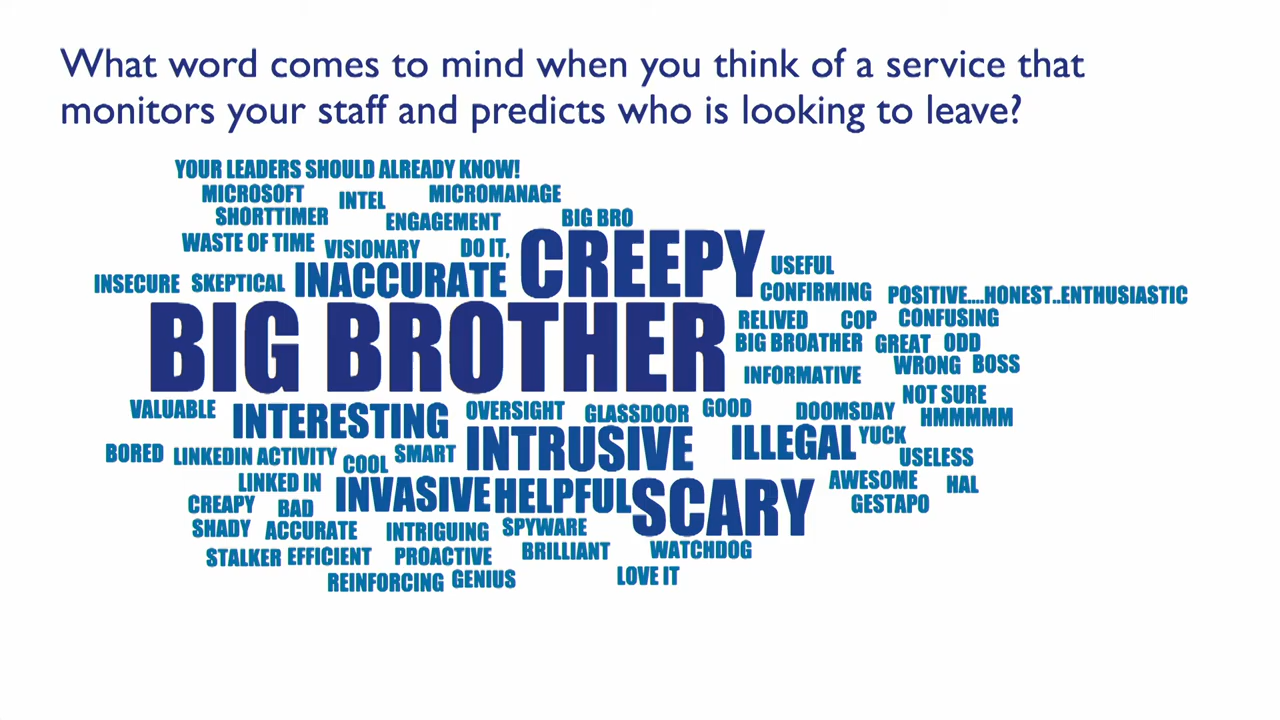 What word comes to mind when you think of a service that
monitors your staff and predicts who is looking to leave?
YOUR LEADERS SHOULD ALREADY KNOW!
MICROSOFT INTEL MICROMANAGE
SHORTTIMER ENGAGEMENT BIG BRO
WASTE OF TIME VISIONARY DO IT,
INSECURE SKEPTICAL INACCURATE CREEPY USEFUL
CONFIRMING POSITIVE....HONEST..ENTHUSIASTIC
BIG BROTHER RELIVED COP CONFUSING
BIG BROATHER GREAT ODD
INFORMATIVE WRONG BOSS
VALUABLE INTERESTING OVERSIGHT GLASSDOOR GOOD DOOMSDAY NOT SURE
HMMMMM
BORED LINKEDIN ACTIVITY COOL SMART INTRUSIVE ILLEGAL YUCK USELESS
LINKED IN INVASIVE HELPFUL SCARY AWESOME HAL
CREAPY BAD GESTAPO
SHADY ACCURATE INTRIGUING SPYWARE
STALKER EFFICIENT PROACTIVE BRILLIANT WATCHDOG
REINFORCING GENIUS LOVE IT